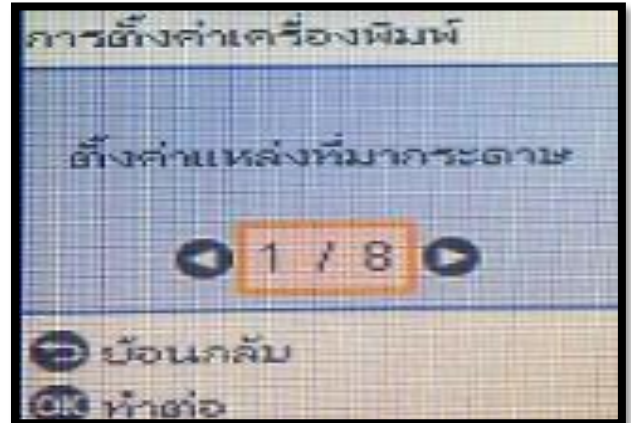 การตั้งค่าเครื่องพิมพ์
ตั้งค่าแหล่งที่มากระดาษ
1 / 8
ย้อนกลับ
OK ทำต่อ